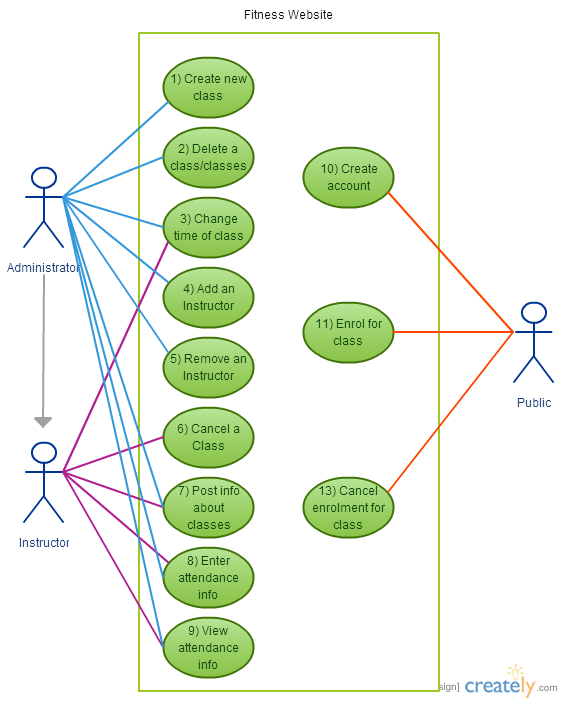 Fitness Website
1) Create new
class
2) Delete a
class/classes
3) Change
time of class
4) Add an
Instructor
5) Remove an
Instructor
6) Cancel a
Class
7) Post info
about
classes
8) Enter
attendance
info
9) View
attendance
info
10) Create
account
11) Enrol for
class
13) Cancel
enrolment for
class
Administrator
Instructor
Public
sign]
creately.com